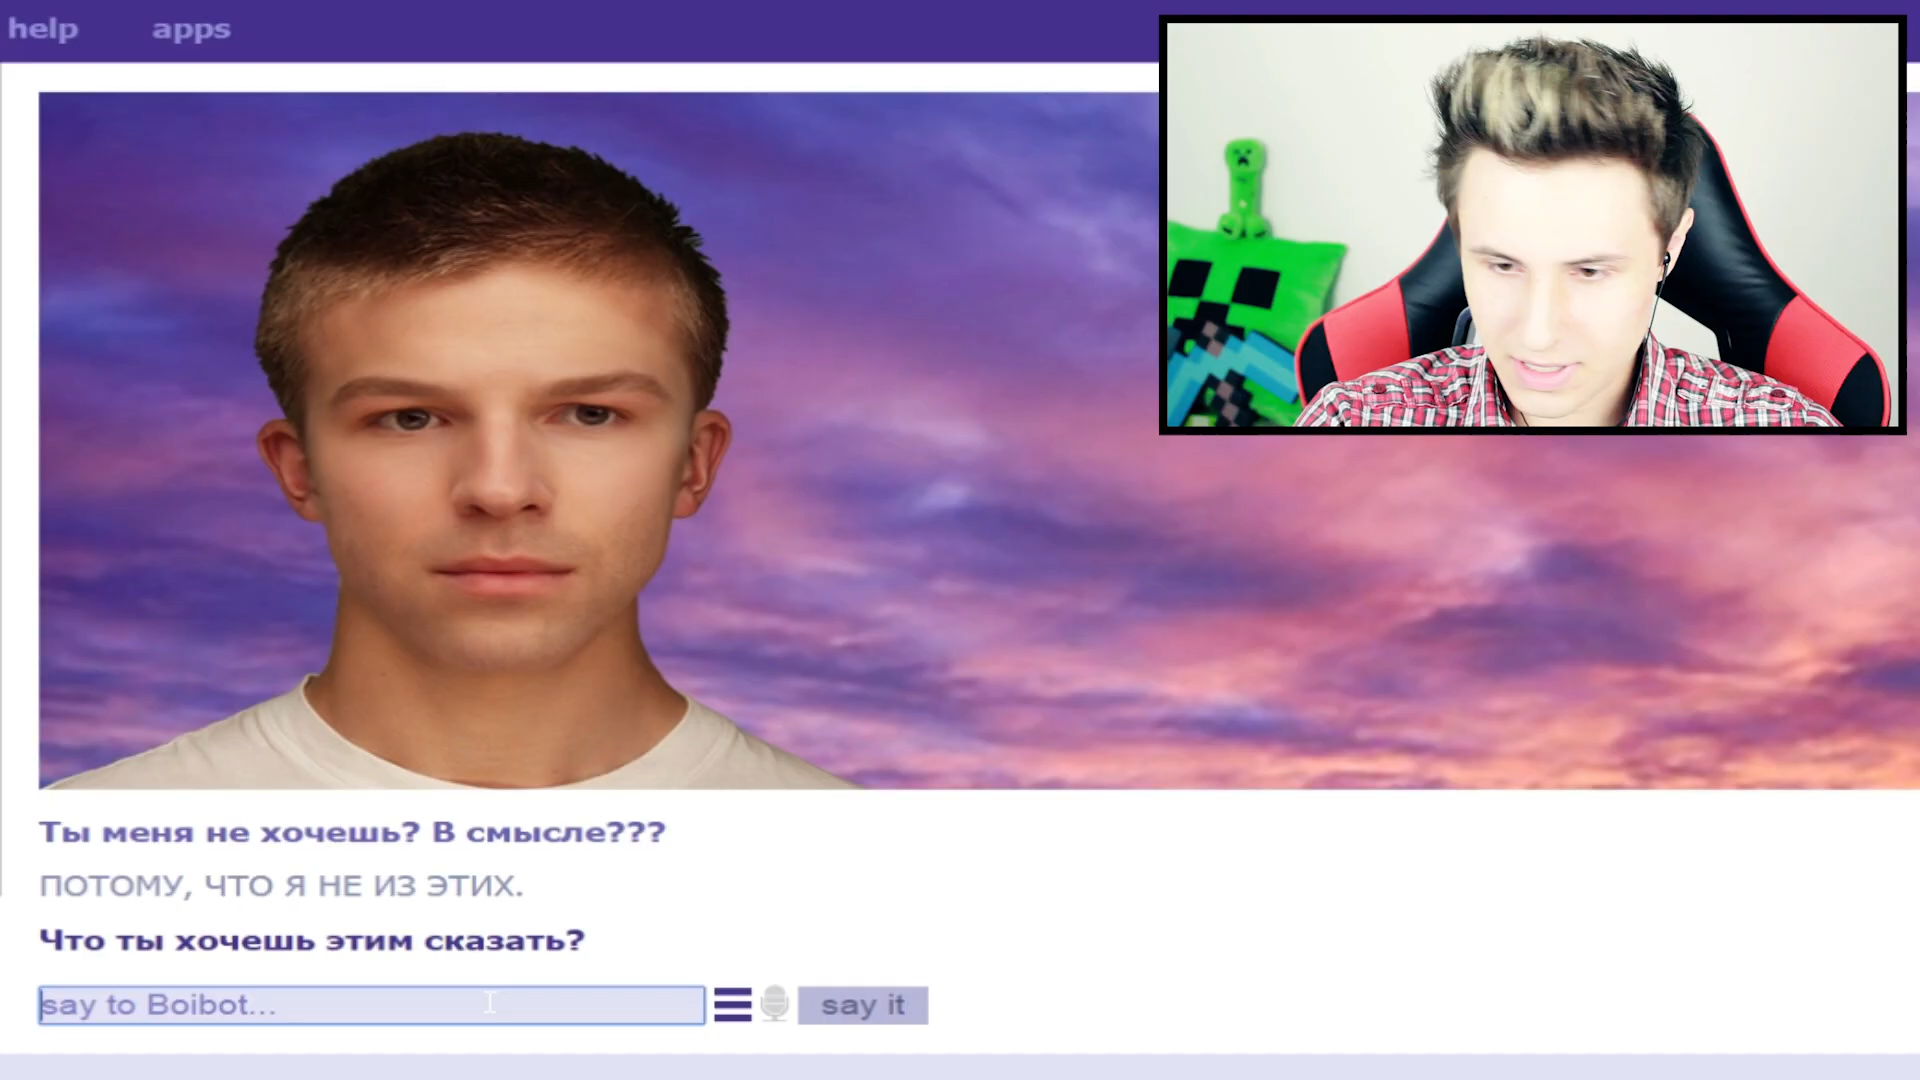 help apps
Ты меня не хочешь? В смысле???
ПОТОМУ, ЧТО Я НЕ ИЗ ЭТИХ.
Что ты хочешь этим сказать?
say to Boibot... say it